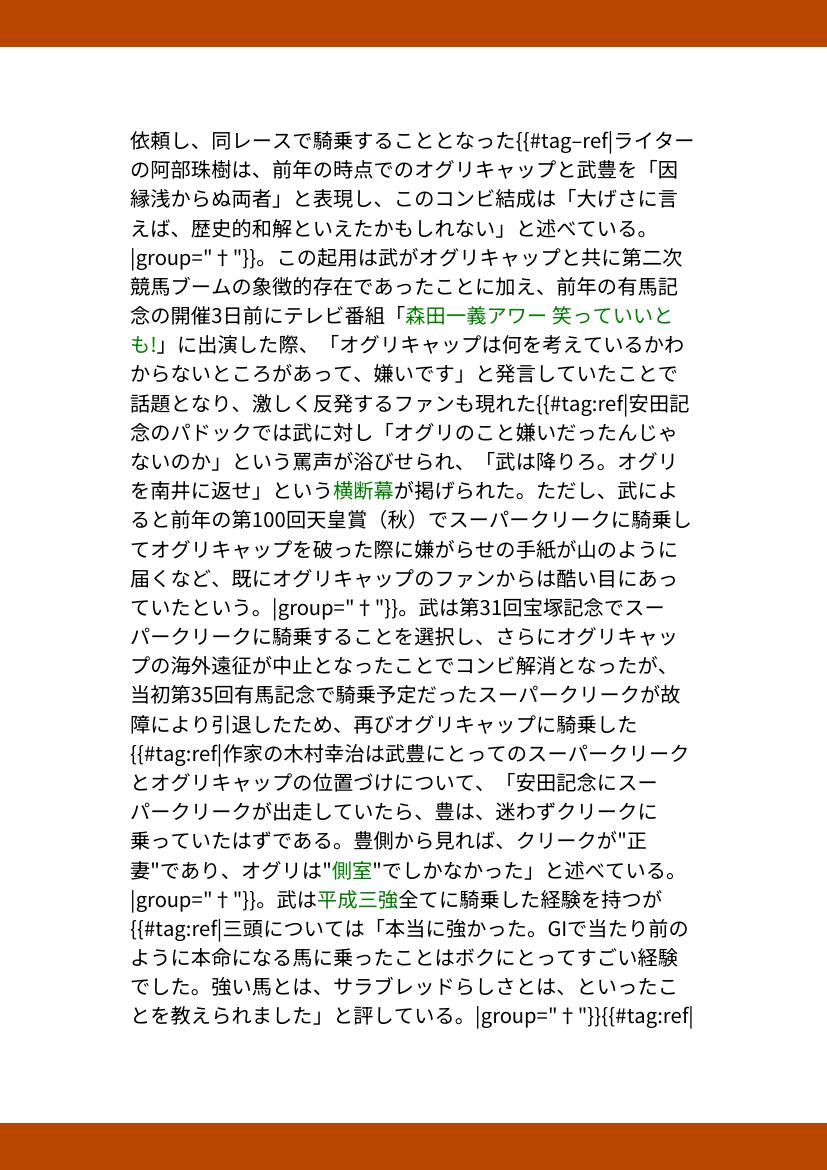 依頼し、同レースで騎乗することとなった{{#tag–ref|ライター
の阿部珠樹は、前年の時点でのオグリキャップと武豊を「因
縁浅からぬ両者」と表現し、このコンビ結成は「大げさに言
えば、歴史的和解といえたかもしれない」と述べている。
|group="†"}}。この起用は武がオグリキャップと共に第二次
競馬ブームの象徴的存在であったことに加え、前年の有馬記
念の開催3日前にテレビ番組「森田一義アワー 笑っていいと
も!」に出演した際、「オグリキャップは何を考えているかわ
からないところがあって、嫌いです」と発言していたことで
話題となり、激しく反発するファンも現れた{{#tag:ref|安田記
念のパドックでは武に対し「オグリのこと嫌いだったんじゃ
ないのか」という罵声が浴びせられ、「武は降りろ。オグリ
を南井に返せ」という横断幕が掲げられた。ただし、武によ
ると前年の第100回天皇賞（秋）でスーパークリークに騎乗し
てオグリキャップを破った際に嫌がらせの手紙が山のように
届くなど、既にオグリキャップのファンからは酷い目にあっ
ていたという。|group="†"}}。武は第31回宝塚記念でスー
パークリークに騎乗することを選択し、さらにオグリキャッ
プの海外遠征が中止となったことでコンビ解消となったが、
当初第35回有馬記念で騎乗予定だったスーパークリークが故
障により引退したため、再びオグリキャップに騎乗した
{{#tag:ref|作家の木村幸治は武豊にとってのスーパークリーク
とオグリキャップの位置づけについて、「安田記念にスー
パークリークが出走していたら、豊は、迷わずクリークに
乗っていたはずである。豊側から見れば、クリークが"正
妻"であり、オグリは"側室"でしかなかった」と述べている。
|group="†"}}。武は平成三強全てに騎乗した経験を持つが
{{#tag:ref|三頭については「本当に強かった。GIで当たり前の
ように本命になる馬に乗ったことはボクにとってすごい経験
でした。強い馬とは、サラブレッドらしさとは、といったこ
とを教えられました」と評している。|group="†"}}{{#tag:ref|